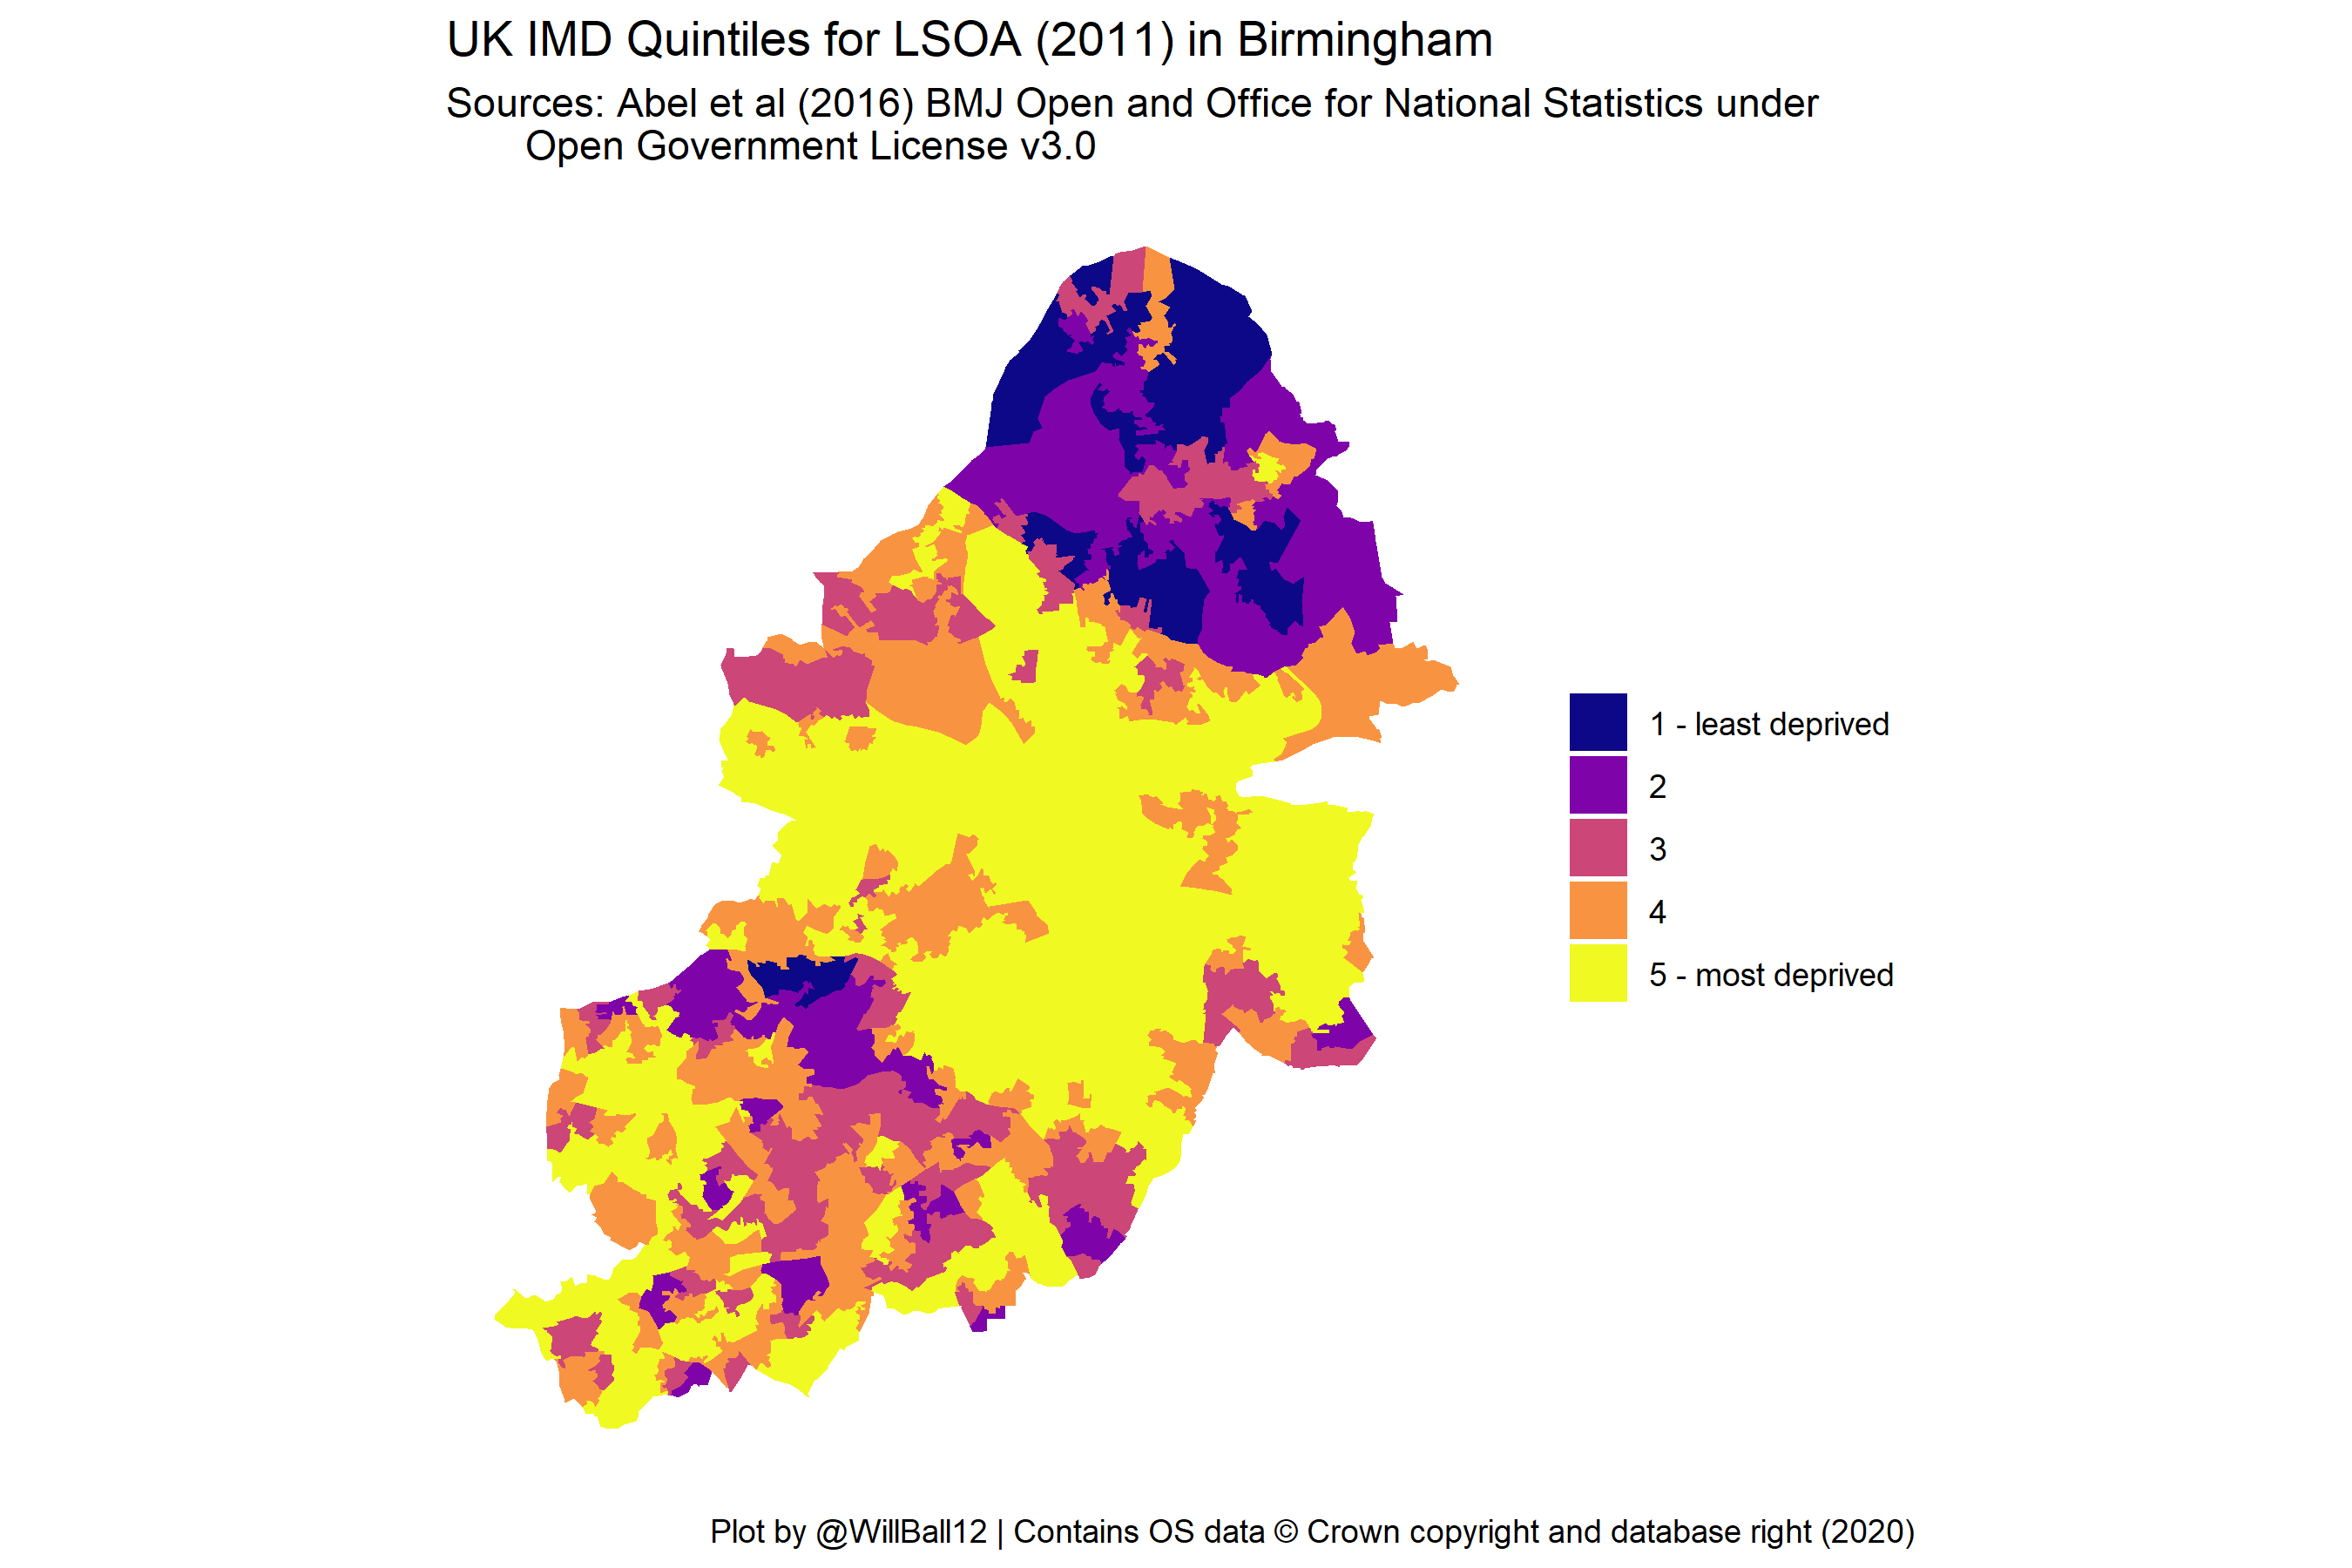 UK IMD Quintiles for LSOA (2011) in Birmingham
Sources: Abel et al (2016) BMJ Open and Office for National Statistics under
Open Government License v3.0
1 - least deprived
2
3
4
5 - most deprived
Plot by @WillBall12 | Contains OS data © Crown copyright and database right (2020)